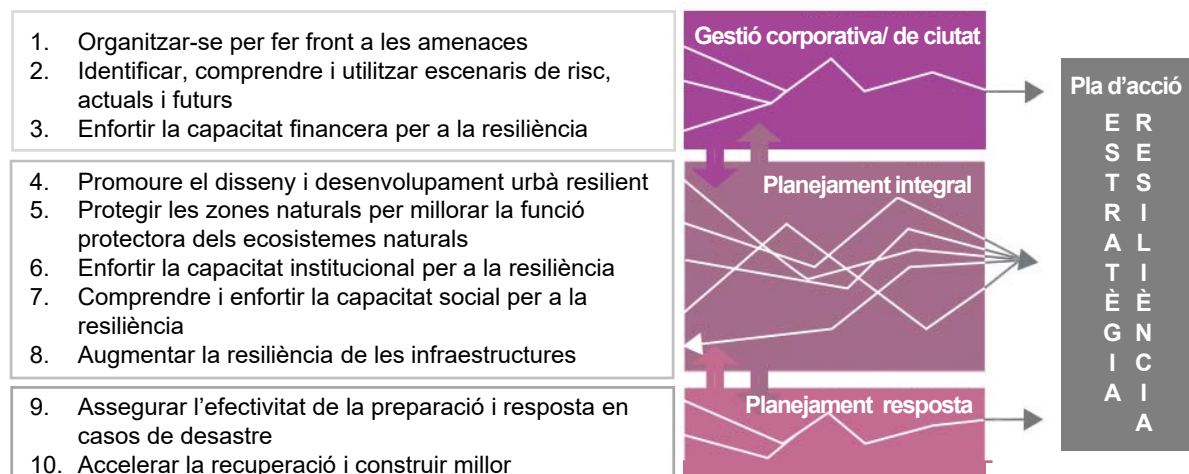 1. Organitzar-se per fer front a les amenaces
2. Identificar, comprendre i utilitzar escenaris de risc,
actuals i futurs
3. Enfortir la capacitat financera per a la resiliència
Gestió corporativa/ de ciutat
4. Promoure el disseny i desenvolupament urbà resilient
5. Protegir les zones naturals per millorar la funció
protectora dels ecosistemes naturals
6. Enfortir la capacitat institucional per a la resiliència
7. Comprendre i enfortir la capacitat social per a la
resiliència
8. Augmentar la resiliència de les infraestructures
Planejament integral
9. Assegurar l’efectivitat de la preparació i resposta en
casos de desastre
10. Accelerar la recuperació i construir millor
Planejament resposta
Pla d’acció
ESTRATÈGIA
RESILIÈNCIA